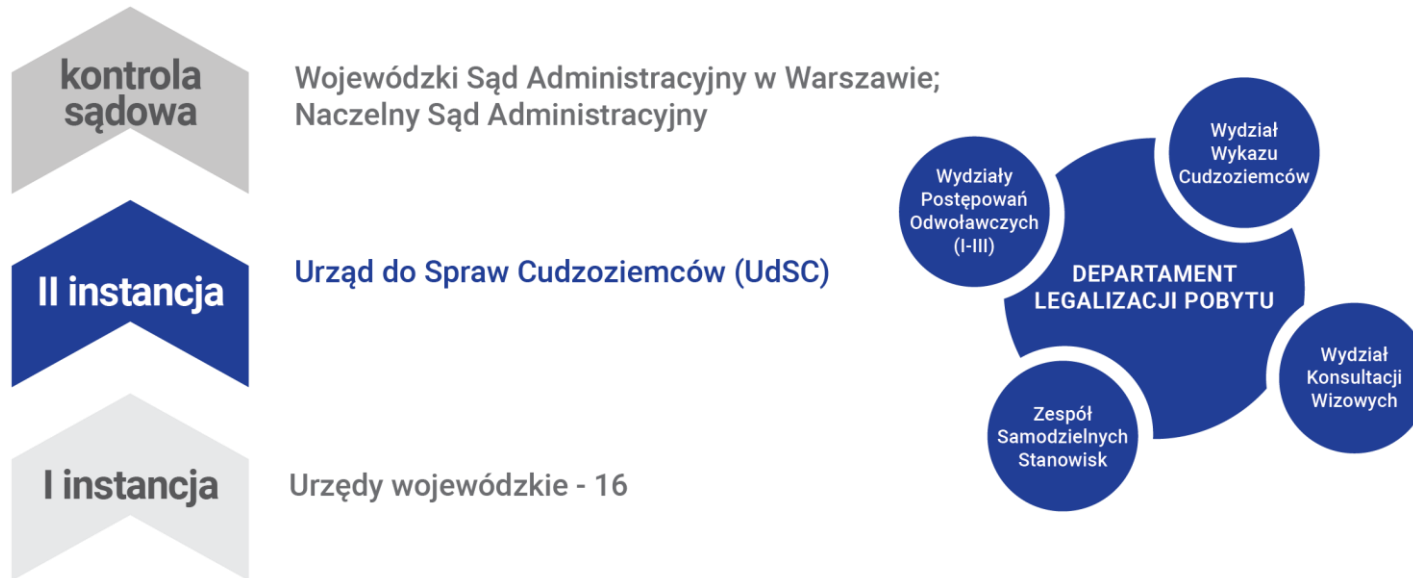 kontrola
sądowa
Wojewódzki Sąd Administracyjny w Warszawie;
Naczelny Sąd Administracyjny
II instancja
Urząd do Spraw Cudzoziemców (UdSC)
I instancja
Urzędy wojewódzkie - 16
Wydział
Wykazu
Cudzoziemców
Wydziały
Postępowań
Odwoławczych
(I-III)
DEPARTAMENT
LEGALIZACJI POBYTU
Wydział
Konsultacji
Wizowych
Zespół
Samodzielnych
Stanowisk